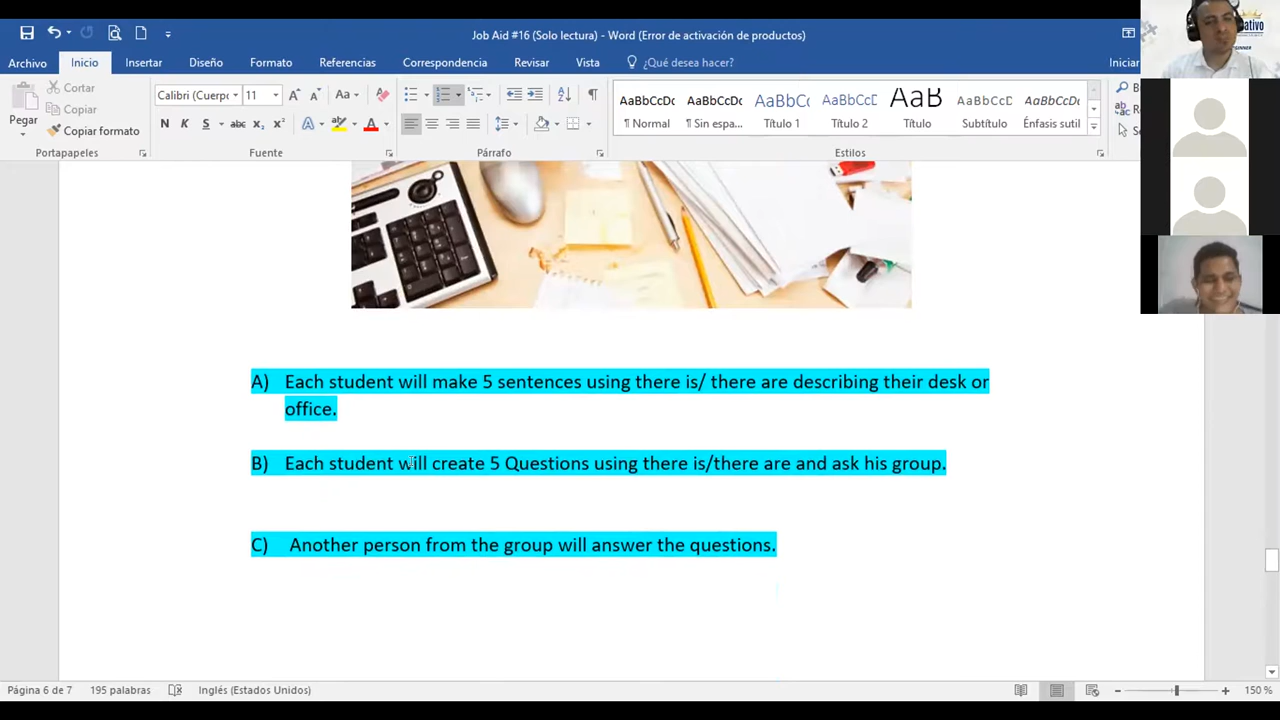 Job Aid #16 (Solo lectura) - Word (Error de activación de productos)
Archivo Inicio Insertar Diseño Formato Referencias Correspondencia Revisar Vista ¿Qué desea hacer? Iniciar
Pegar
Cortar
Copiar
Copiar formato
Calibri (Cuerpo 11
N K S abc x₂ x²
AaBbCcDc AaBbCcDc AaBbCc AaBbCcC AaB AaBbCcD AaBbCcDc
¶ Normal ¶ Sin espa... Título 1 Título 2 Título Subtítulo Énfasis sutil
Portapapeles Fuente Párrafo Estilos
A) Each student will make 5 sentences using there is/ there are describing their desk or
office.
B) Each student will create 5 Questions using there is/there are and ask his group.
C) Another person from the group will answer the questions.
Página 6 de 7 195 palabras Inglés (Estados Unidos) 150 %